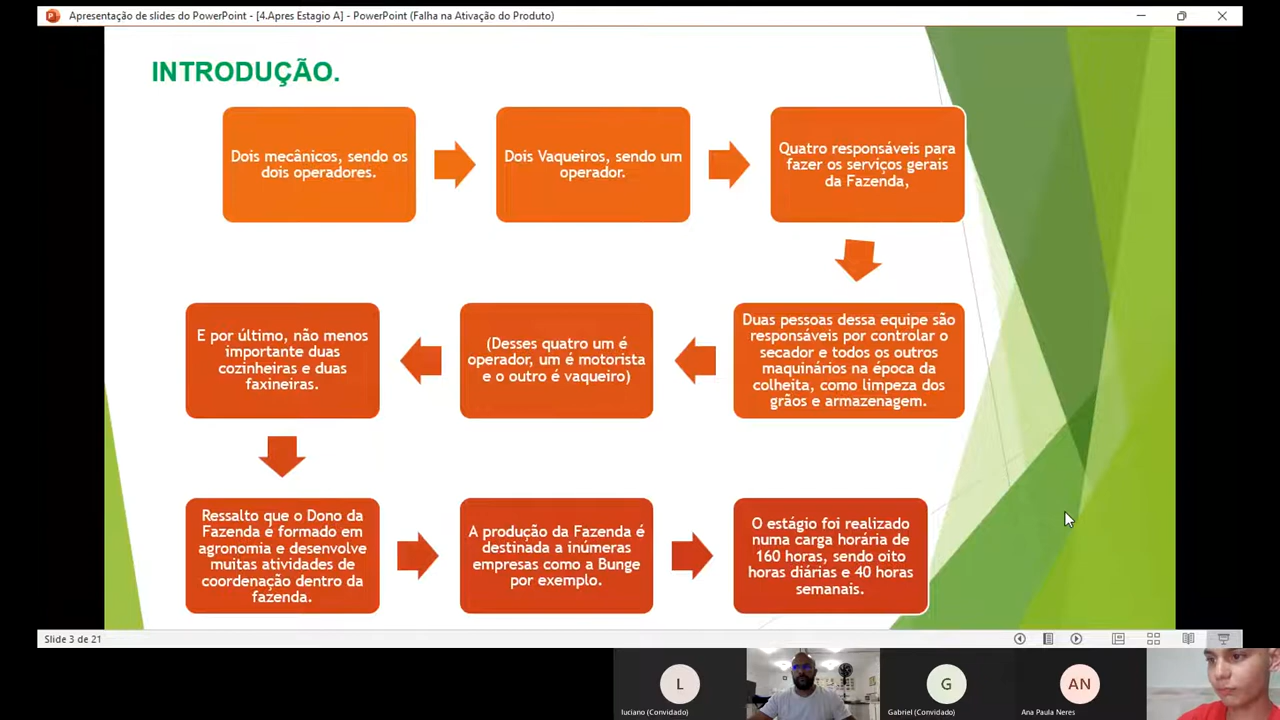 Apresentação de slides do PowerPoint - [4.Apres Estagio A] - PowerPoint (Falha na Ativação do Produto)
INTRODUÇÃO.
Dois mecânicos, sendo os
dois operadores.
Dois Vaqueiros, sendo um
operador.
Quatro responsáveis para
fazer os serviços gerais
da Fazenda,
Duas pessoas dessa equipe são
responsáveis por controlar o
secador e todos os outros
maquinários na época da
colheita, como limpeza dos
grãos e armazenagem.
(Desses quatro um é
operador, um é motorista
e o outro é vaqueiro)
E por último, não menos
importante duas
cozinheiras e duas
faxineiras.
Ressalto que o Dono da
Fazenda é formado em
agronomia e desenvolve
muitas atividades de
coordenação dentro da
fazenda.
A produção da Fazenda é
destinada a inúmeras
empresas como a Bunge
por exemplo.
O estágio foi realizado
numa carga horária de
160 horas, sendo oito
horas diárias e 40 horas
semanais.
Slide 3 de 21
L
G
AN
luciano (Convidado)
Gabriel (Convidado)
Ana Paula Neres